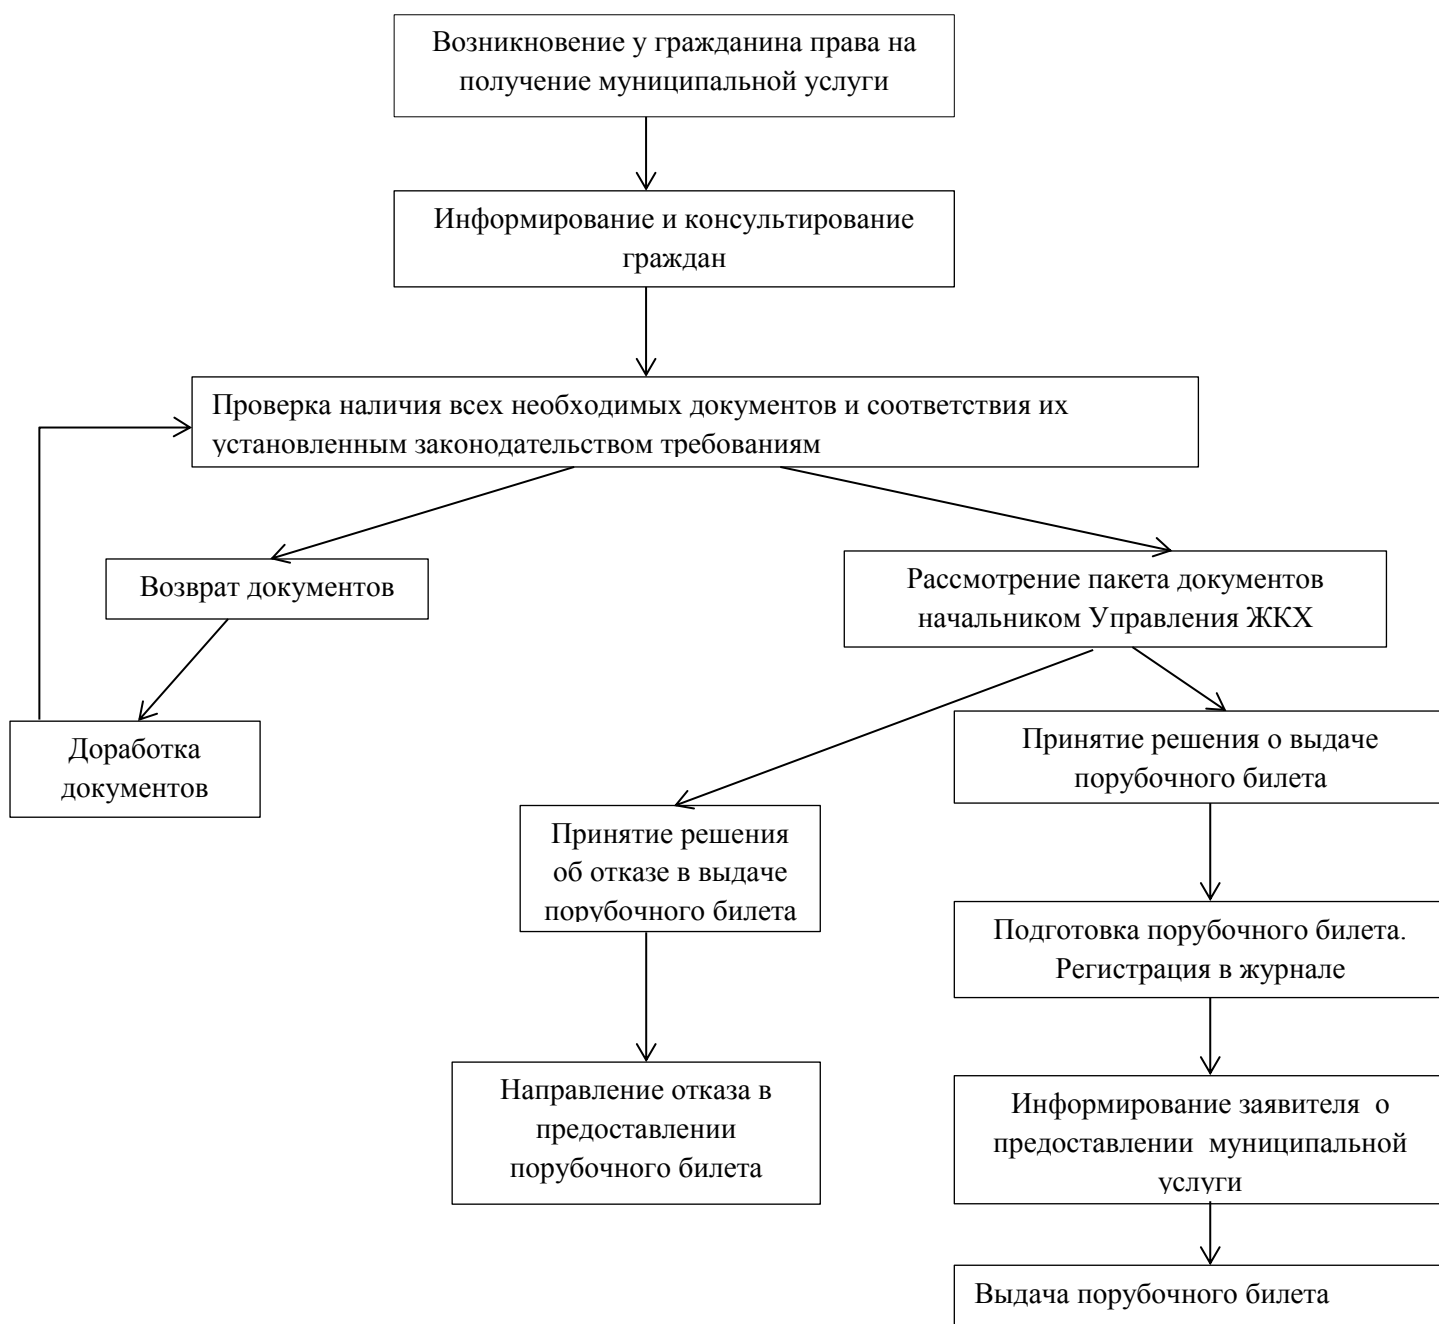 Возникновение у гражданина права на
получение муниципальной услуги
Информирование и консультирование
граждан
Проверка наличия всех необходимых документов и соответствия их
установленным законодательством требованиям
Возврат документов
Рассмотрение пакета документов
начальником Управления ЖКХ
Доработка
документов
Принятие решения о выдаче
порубочного билета
Принятие решения
об отказе в выдаче
порубочного билета
Подготовка порубочного билета.
Регистрация в журнале
Направление отказа в
предоставлении
порубочного билета
Информирование заявителя о
предоставлении муниципальной
услуги
Выдача порубочного билета